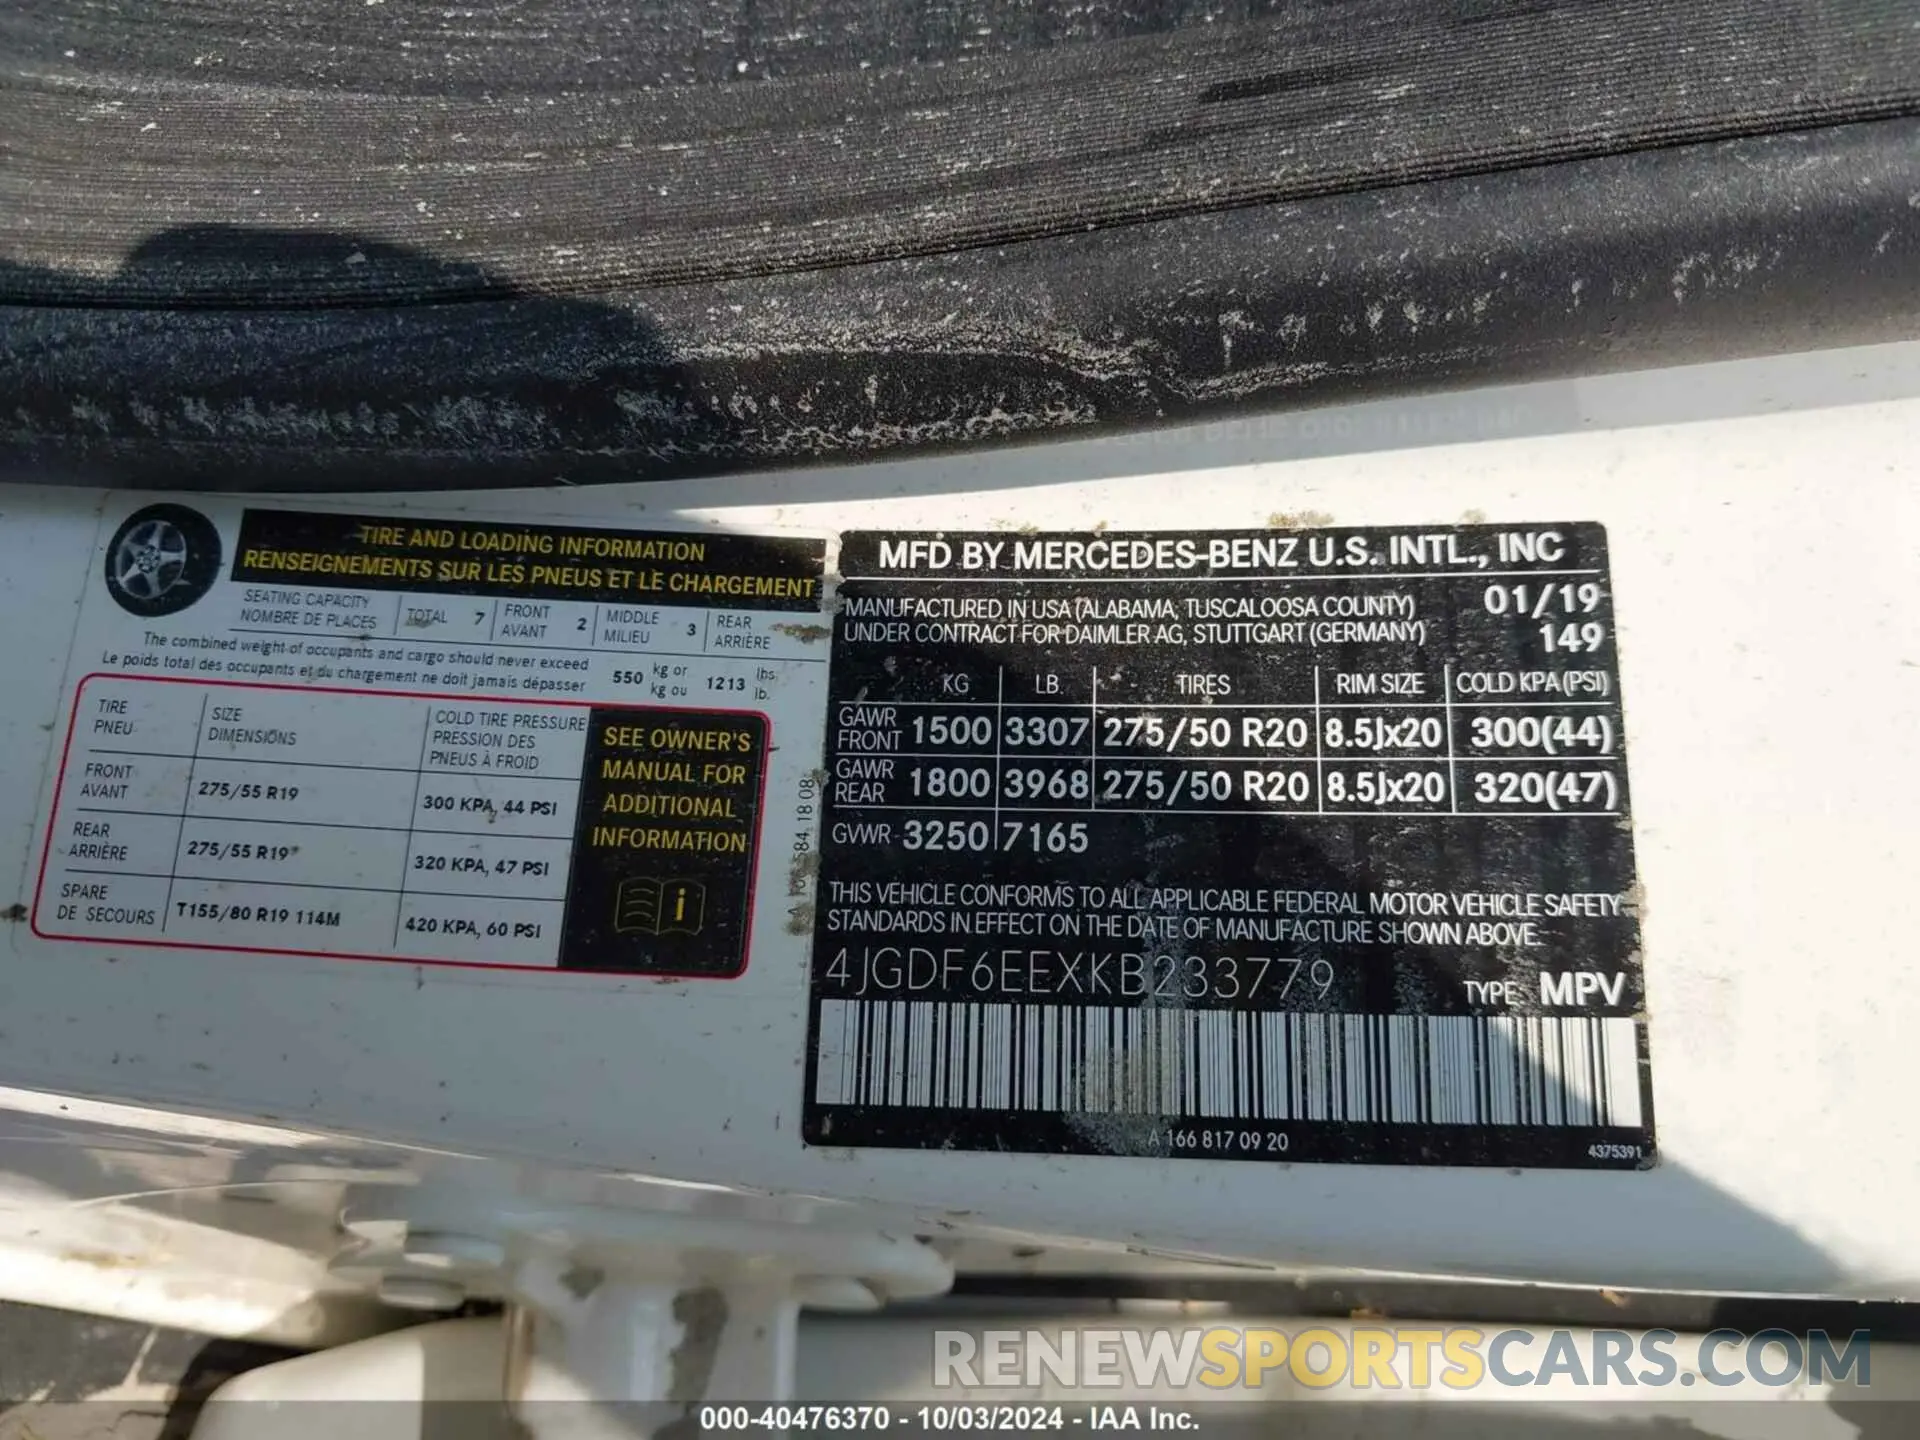 TIRE AND LOADING INFORMATION
RENSEIGNEMENTS SUR LES PNEUS ET LE CHARGEMENT
SEATING CAPACITY
NOMBRE DE PLACES
TOTAL 7
FRONT
AVANT 2
MIDDLE
MILIEU 3
REAR
ARRIÈRE
The combined weight of occupants and cargo should never exceed
Le poids total des occupants et du chargement ne doit jamais dépasser
550 kg or 1213 lbs.
kg ou lb.
TIRE
PNEU
SIZE
DIMENSIONS
COLD TIRE PRESSURE
PRESSION DES
PNEUS À FROID
FRONT
AVANT
275/55 R19
300 KPA, 44 PSI
REAR
ARRIÈRE
275/55 R19
320 KPA, 47 PSI
SPARE
DE SECOURS
T155/80 R19 114M
420 KPA, 60 PSI
SEE OWNER'S
MANUAL FOR
ADDITIONAL
INFORMATION
MFD BY MERCEDES-BENZ U.S. INTL., INC
MANUFACTURED IN USA (ALABAMA, TUSCALOOSA COUNTY) 01/19
UNDER CONTRACT FOR DAIMLER AG, STUTTGART (GERMANY) 149
KG LB TIRES RIM SIZE COLD KPA (PSI)
GAWR
FRONT 1500 3307 275/50 R20 8.5Jx20 300(44)
GAWR
REAR 1800 3968 275/50 R20 8.5Jx20 320(47)
GVWR 3250 7165
THIS VEHICLE CONFORMS TO ALL APPLICABLE FEDERAL MOTOR VEHICLE SAFETY
STANDARDS IN EFFECT ON THE DATE OF MANUFACTURE SHOWN ABOVE.
4JGDF6EEXKB233779
TYPE MPV
A 166 817 09 20
4375391
RENEWSPORTSCARS.COM
000-40476370 - 10/03/2024 - IAA Inc.